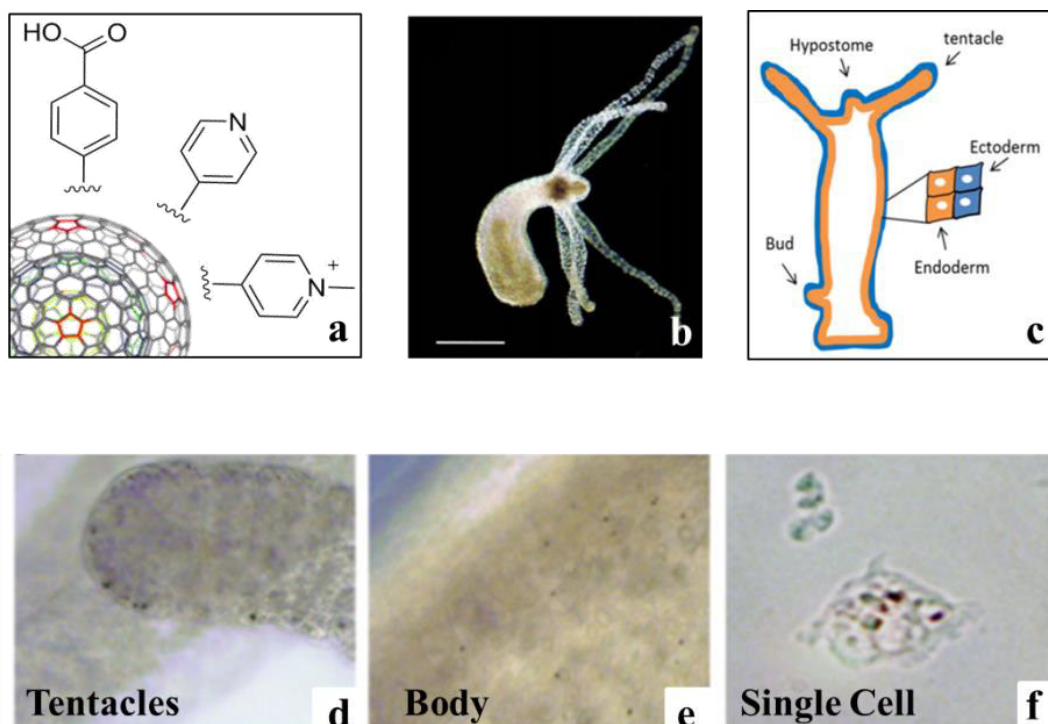 HO
O
N
N
+
a
b
Hypostome
tentacle
Ectoderm
Bud
Endoderm
c
Tentacles
d
Body
e
Single Cell
f